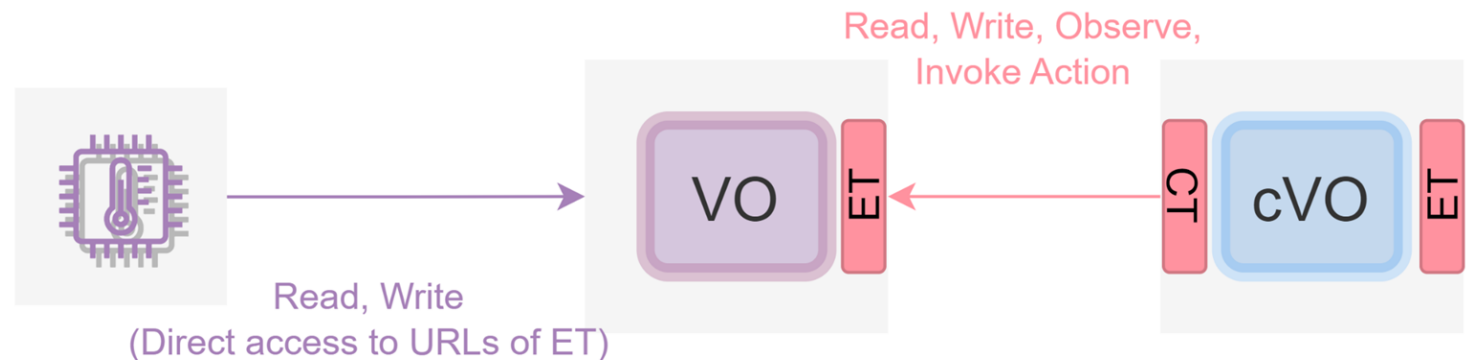 Read, Write, Observe,
Invoke Action
VO
ET
CT
cVO
ET
Read, Write
(Direct access to URLs of ET)